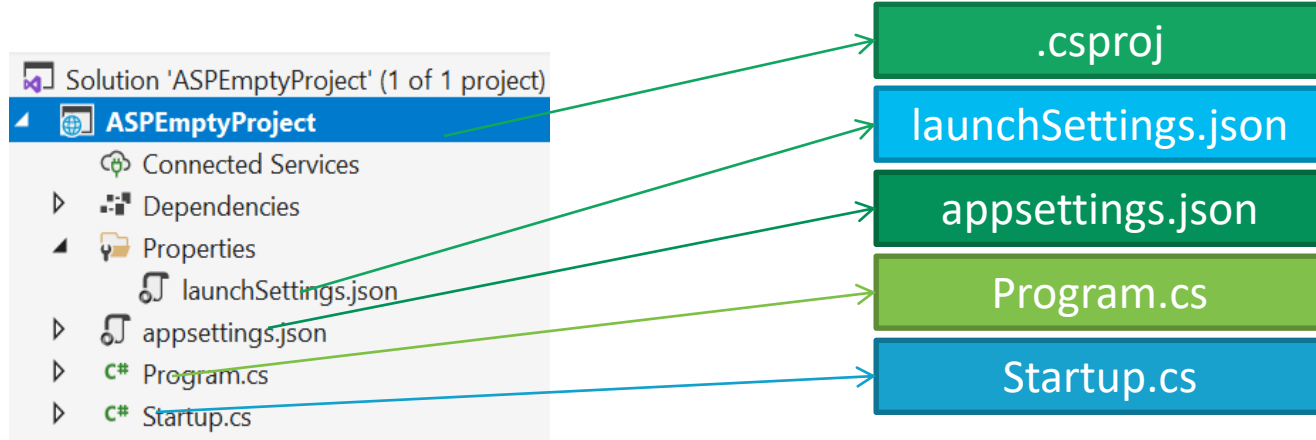 Solution 'ASPEmptyProject' (1 of 1 project)
ASPEmptyProject
Connected Services
Dependencies
Properties
launchSettings.json
appsettings.json
C# Program.cs
C# Startup.cs
.csproj
launchSettings.json
appsettings.json
Program.cs
Startup.cs